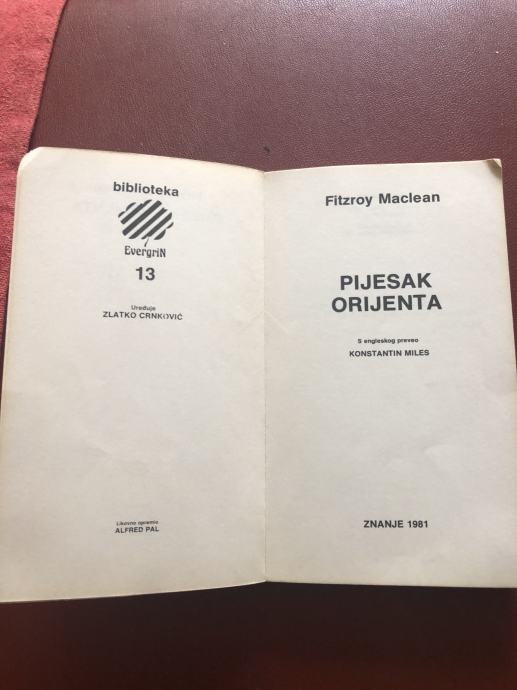 biblioteka
EvergriN
13
Uređuje
ZLATKO CRNKOVIĆ
Likovno opremio
ALFRED PAL
Fitzroy Maclean
PIJESAK
ORIJENTA
S engleskog preveo
KONSTANTIN MILES
ZNANJE 1981